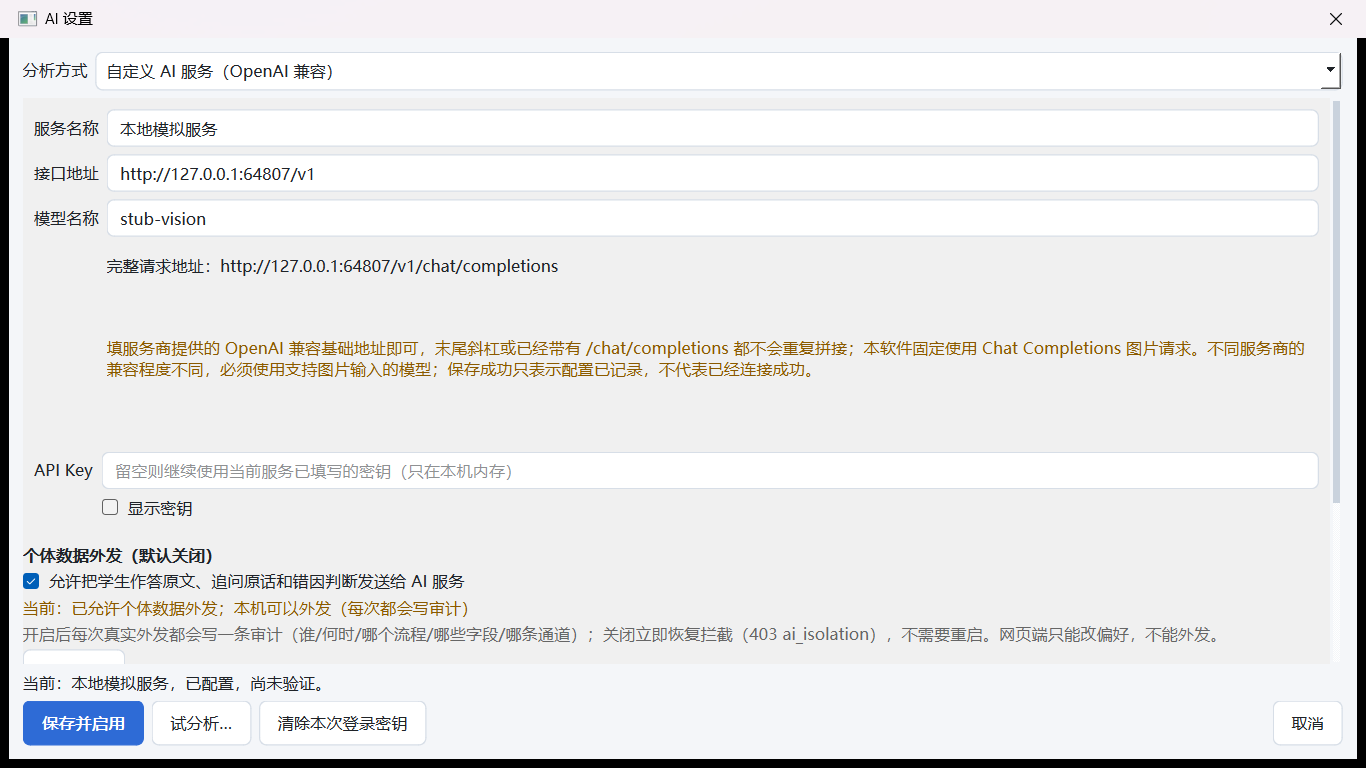 AI 设置
分析方式 自定义 AI 服务（OpenAI 兼容）
服务名称 本地模拟服务
接口地址 http://127.0.0.1:64807/v1
模型名称 stub-vision
完整请求地址：http://127.0.0.1:64807/v1/chat/completions
填服务商提供的 OpenAI 兼容基础地址即可，末尾斜杠或已经带有 /chat/completions 都不会重复拼接；本软件固定使用 Chat Completions 图片请求。不同服务商的
兼容程度不同，必须使用支持图片输入的模型；保存成功只表示配置已记录，不代表已经连接成功。
API Key 留空则继续使用当前服务已填写的密钥（只在本机内存）
显示密钥
个体数据外发（默认关闭）
允许把学生作答原文、追问原话和错因判断发送给 AI 服务
当前：已允许个体数据外发；本机可以外发（每次都会写审计）
开启后每次真实外发都会写一条审计（谁/何时/哪个流程/哪些字段/哪条通道）；关闭立即恢复拦截（403 ai_isolation），不需要重启。网页端只能改偏好，不能外发。
当前：本地模拟服务，已配置，尚未验证。
保存并启用 试分析... 清除本次登录密钥 取消